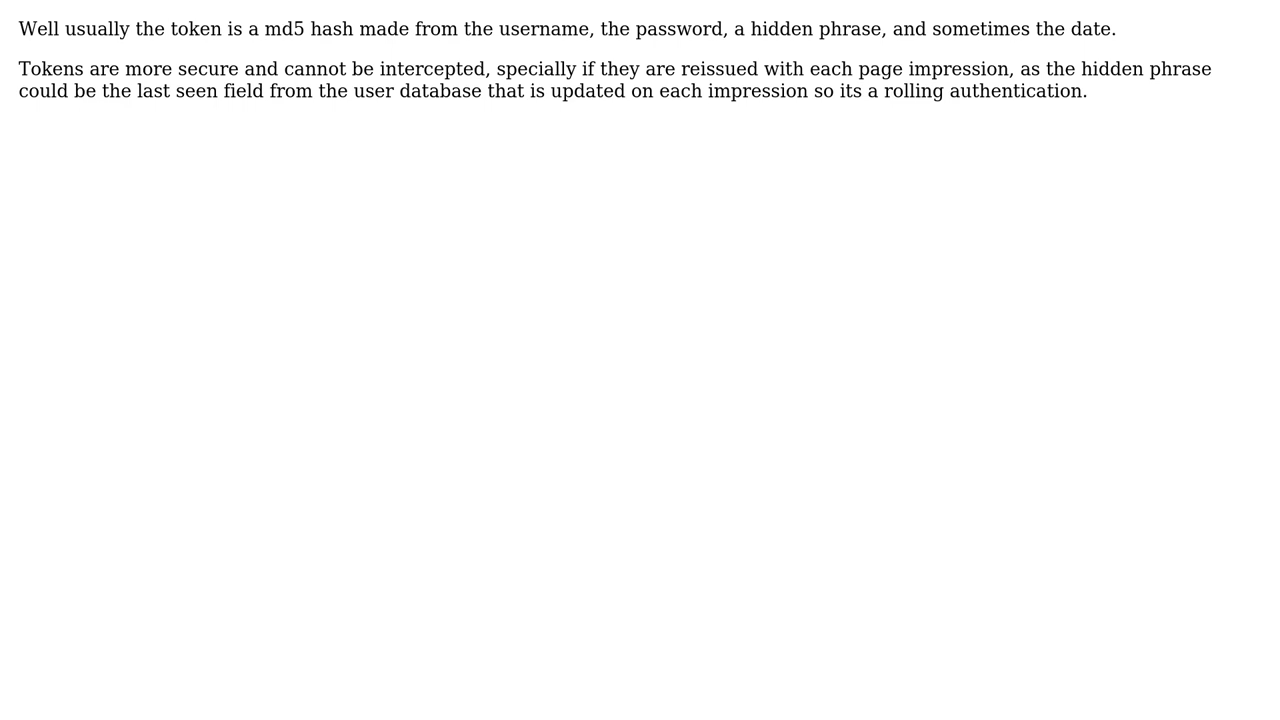 Well usually the token is a md5 hash made from the username, the password, a hidden phrase, and sometimes the date.
Tokens are more secure and cannot be intercepted, specially if they are reissued with each page impression, as the hidden phrase
could be the last seen field from the user database that is updated on each impression so its a rolling authentication.